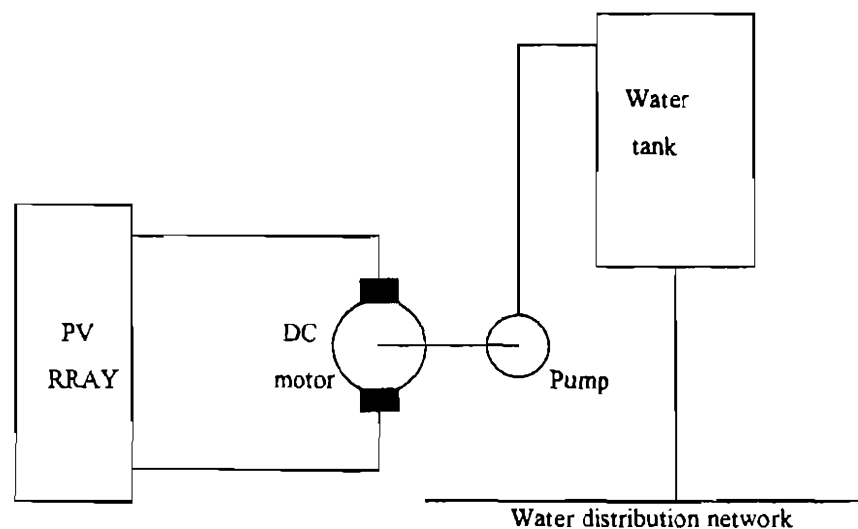 Water
tank
PV
RRAY
DC
motor
Pump
Water distribution network